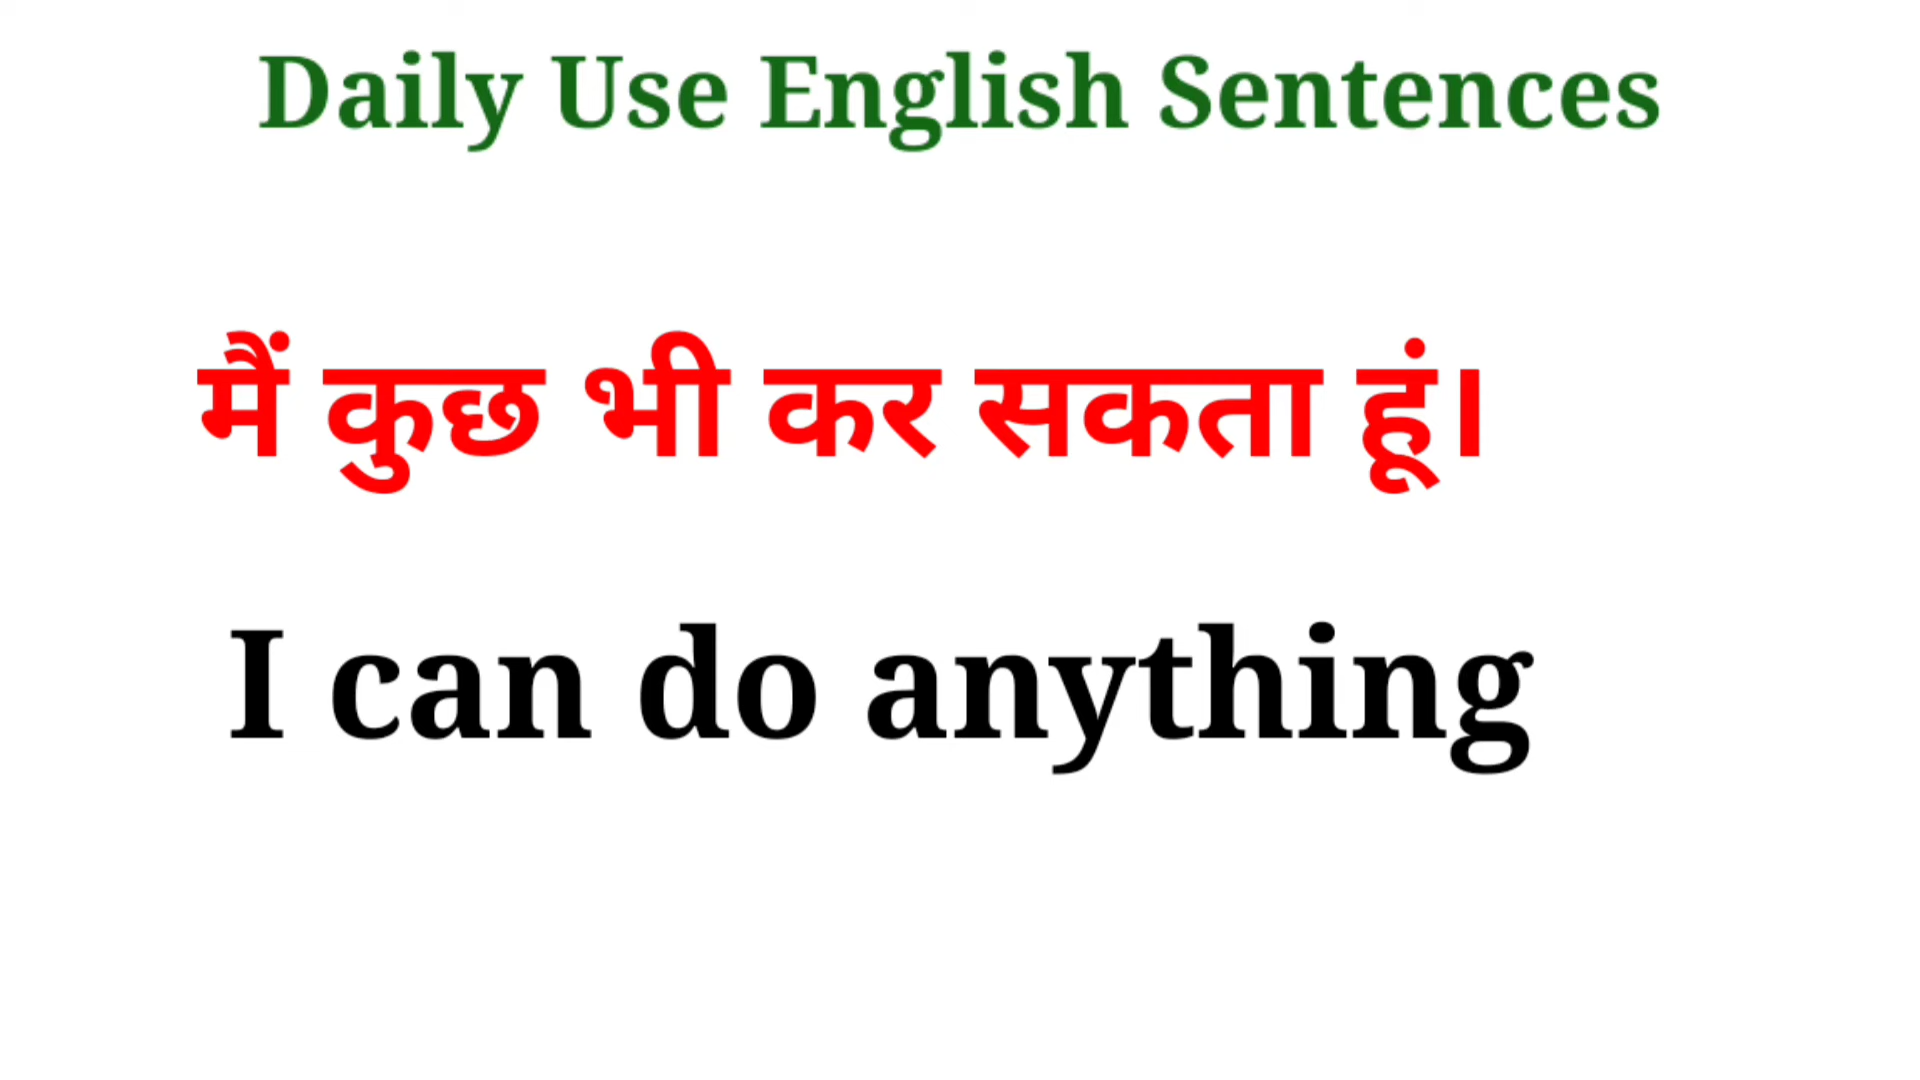 Daily Use English Sentences
मैं कुछ भी कर सकता हूं।
I can do anything